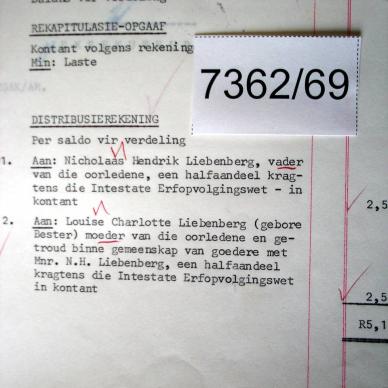 REKAPITULASIE-OPGAAF
Kontant volgens rekening
Min: Laste
7362/69
DISTRIBUSIEREKENING
Per saldo vir verdeling
1. Aan: Nicholaas Hendrik Liebenberg, vader
van die oorledene, een halfaandeel krag-
tens die Intestate Erfopvolgingswet - in
kontant
2,5
2. Aan: Louise Charlotte Liebenberg (gebore
Bester) moeder van die oorledene en ge-
troud binne gemeenskap van goedere met
Mnr. N.H. Liebenberg, een halfaandeel
kragtens die Intestate Erfopvolgingswet
in kontant
2,5
R5,1